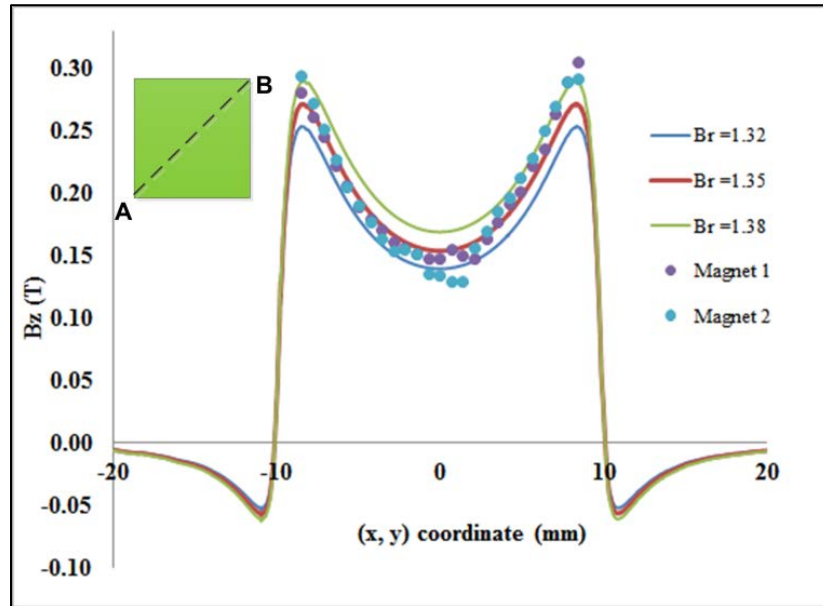 0.30
0.25
0.20
0.15
0.10
0.05
0.00
-0.05
-0.10
Bz (T)
-20
-10
0
10
20
(x, y) coordinate (mm)
A
B
Br =1.32
Br =1.35
Br =1.38
Magnet 1
Magnet 2